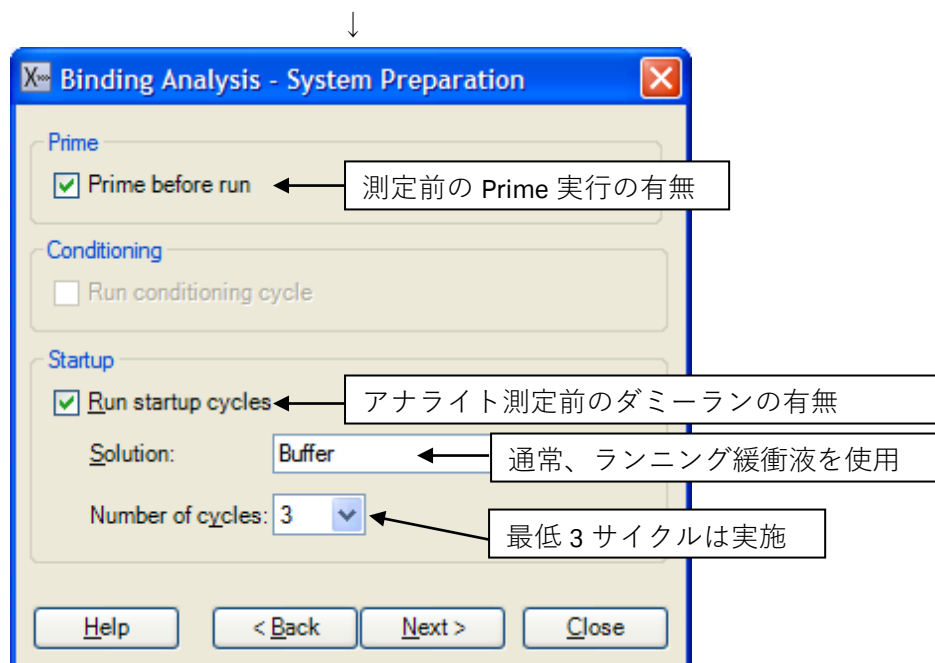 ↓
Binding Analysis - System Preparation
Prime
Prime before run
測定前の Prime 実行の有無
Conditioning
Run conditioning cycle
Startup
Run startup cycles
アナライト測定前のダミーランの有無
Solution: Buffer
通常、ランニング緩衝液を使用
Number of cycles: 3
最低 3 サイクルは実施
Help < Back Next > Close